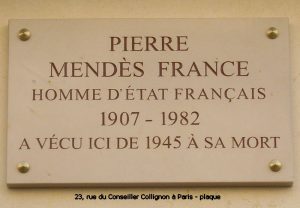 PIERRE
MENDÈS FRANCE
HOMME D'ÉTAT FRANÇAIS
1907 - 1982
A VÉCU ICI DE 1945 À SA MORT
23, rue du Conseiller Collignon à Paris - plaque